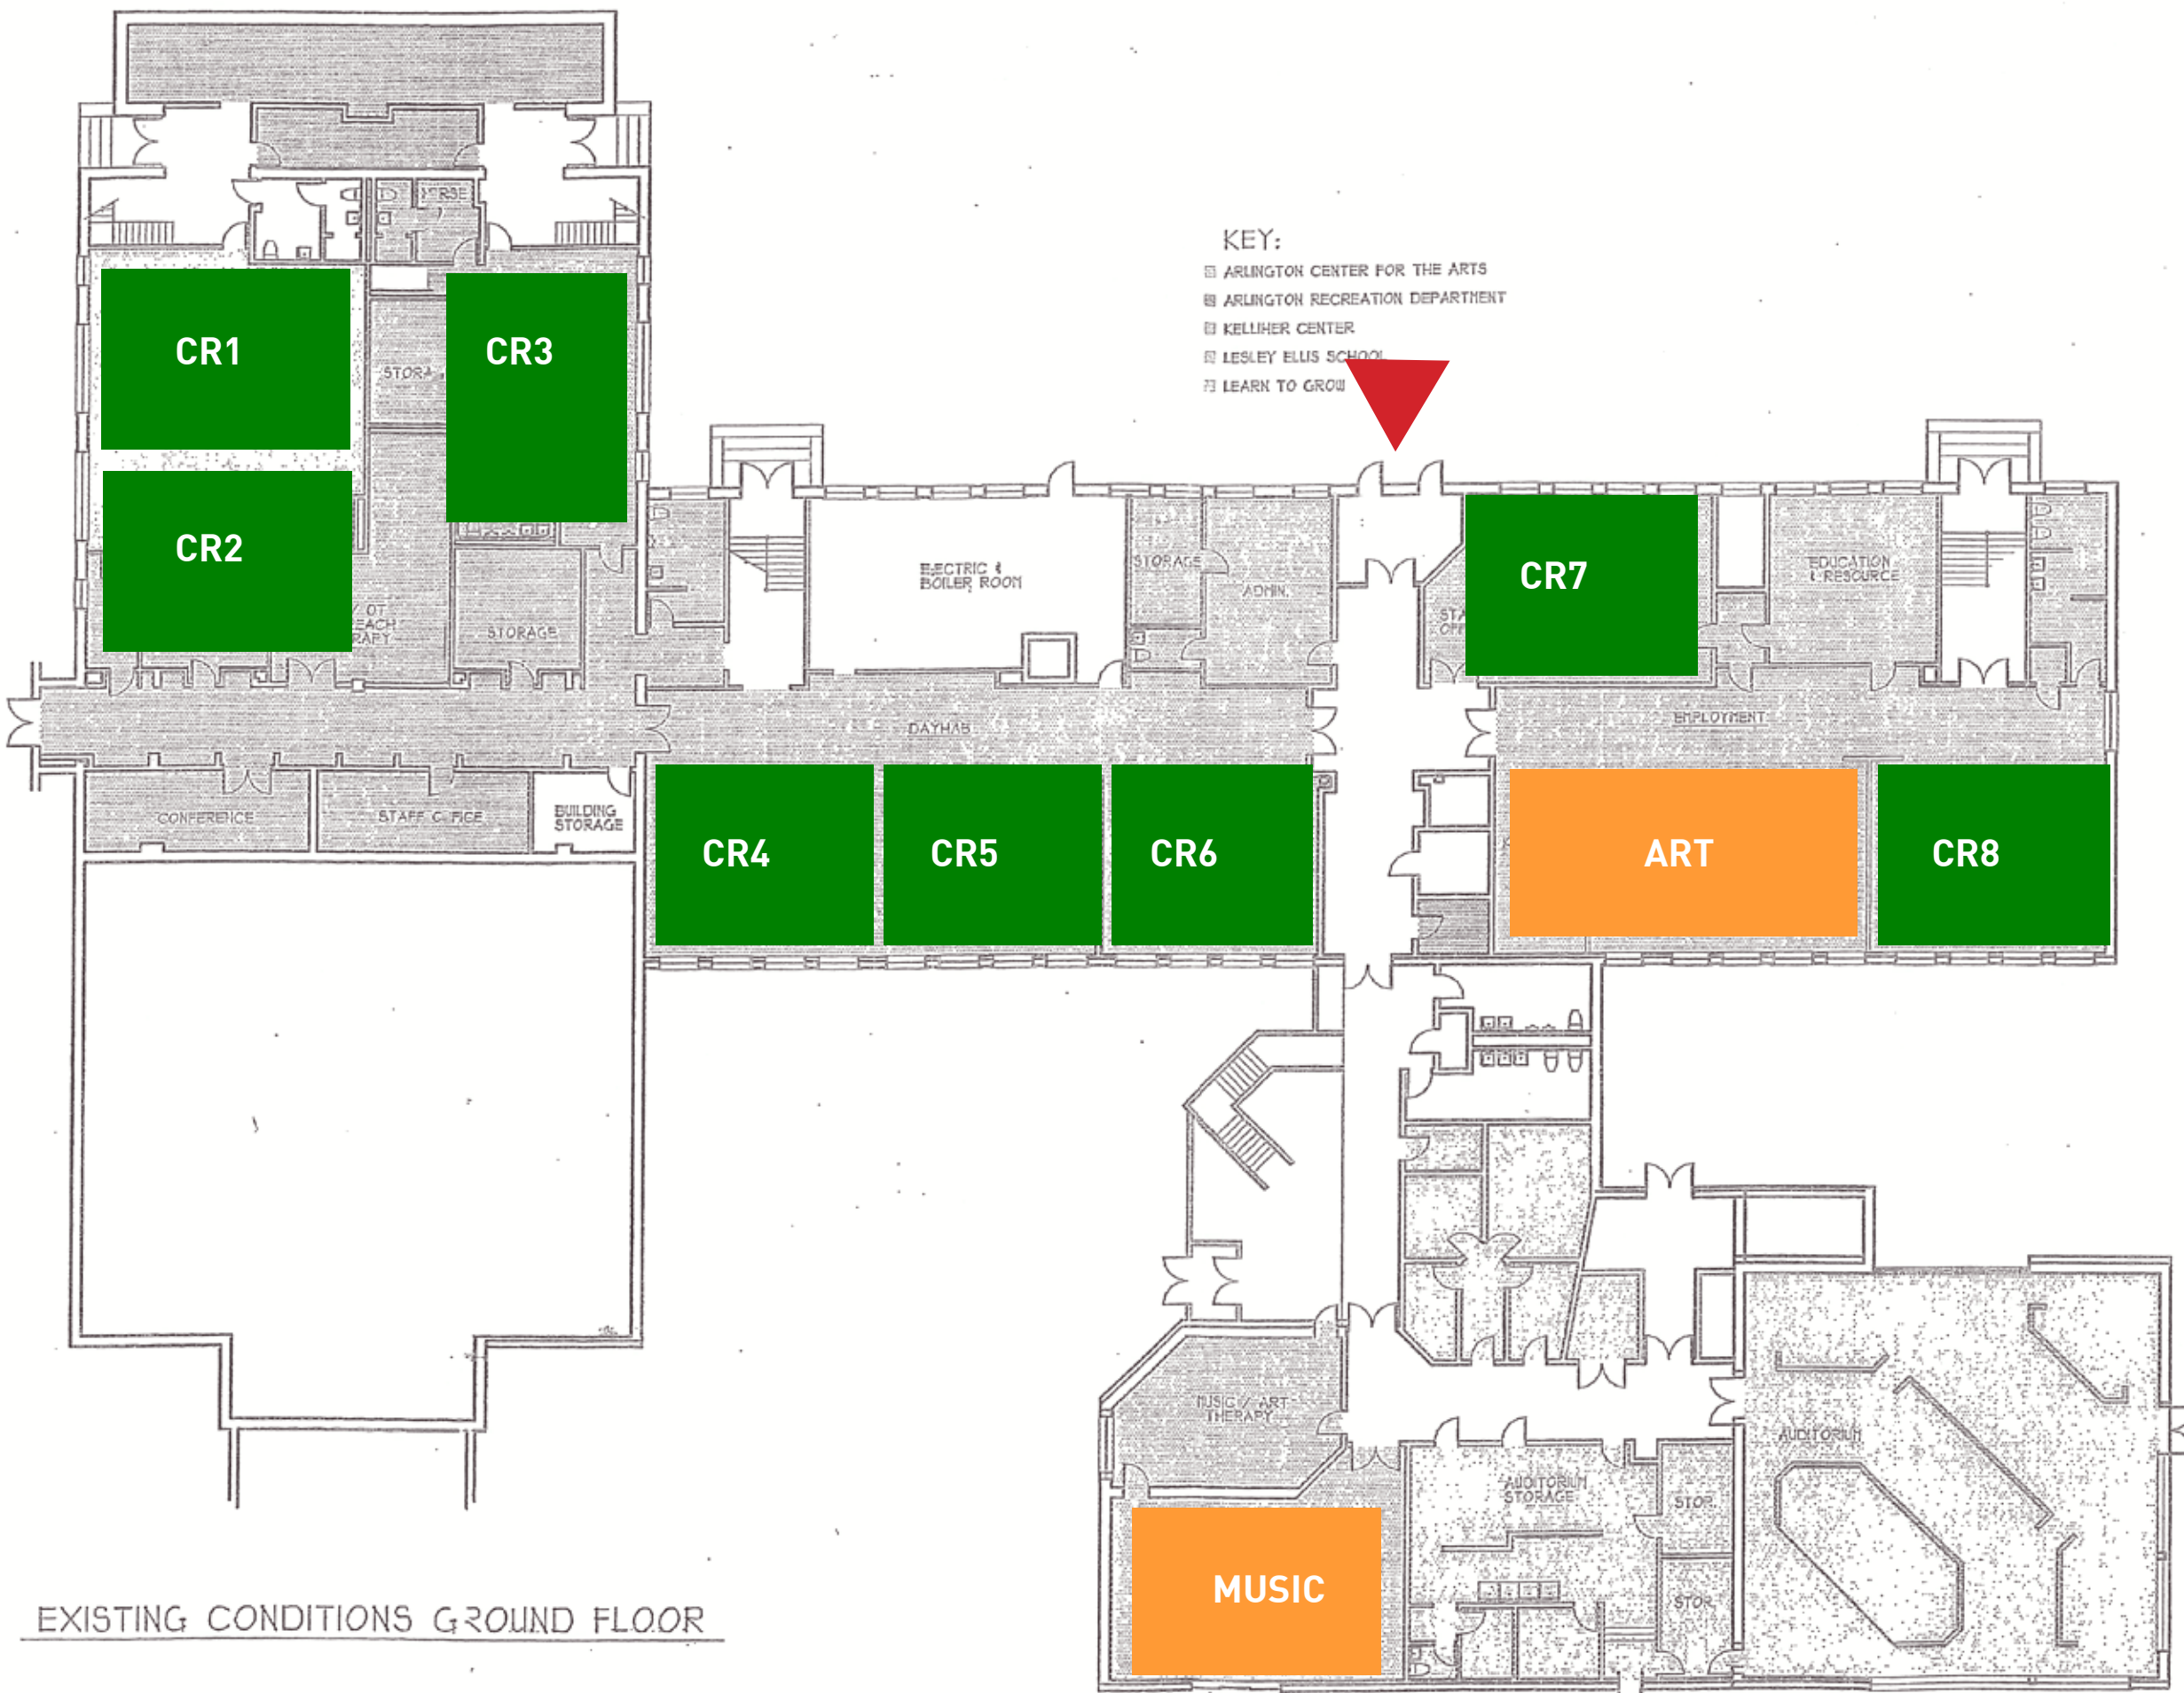 KEY:
ARLINGTON CENTER FOR THE ARTS
ARLINGTON RECREATION DEPARTMENT
KELLIHER CENTER
LESLEY ELLIS SCHOOL
LEARN TO GROW
CR1
CR3
CR2
STORAGE
CR7
STORAGE
ADMIN.
ELECTRIC &
BOILER ROOM
EDUCATION
& RESOURCE
DAYHAB
EMPLOYMENT
CONFERENCE
STAFF OFFICE
BUILDING
STORAGE
CR4
CR5
CR6
ART
CR8
MUSIC / ART
THERAPY
AUDITORIUM
AUDITORIUM
STORAGE
STOR.
STOR.
MUSIC
EXISTING CONDITIONS GROUND FLOOR